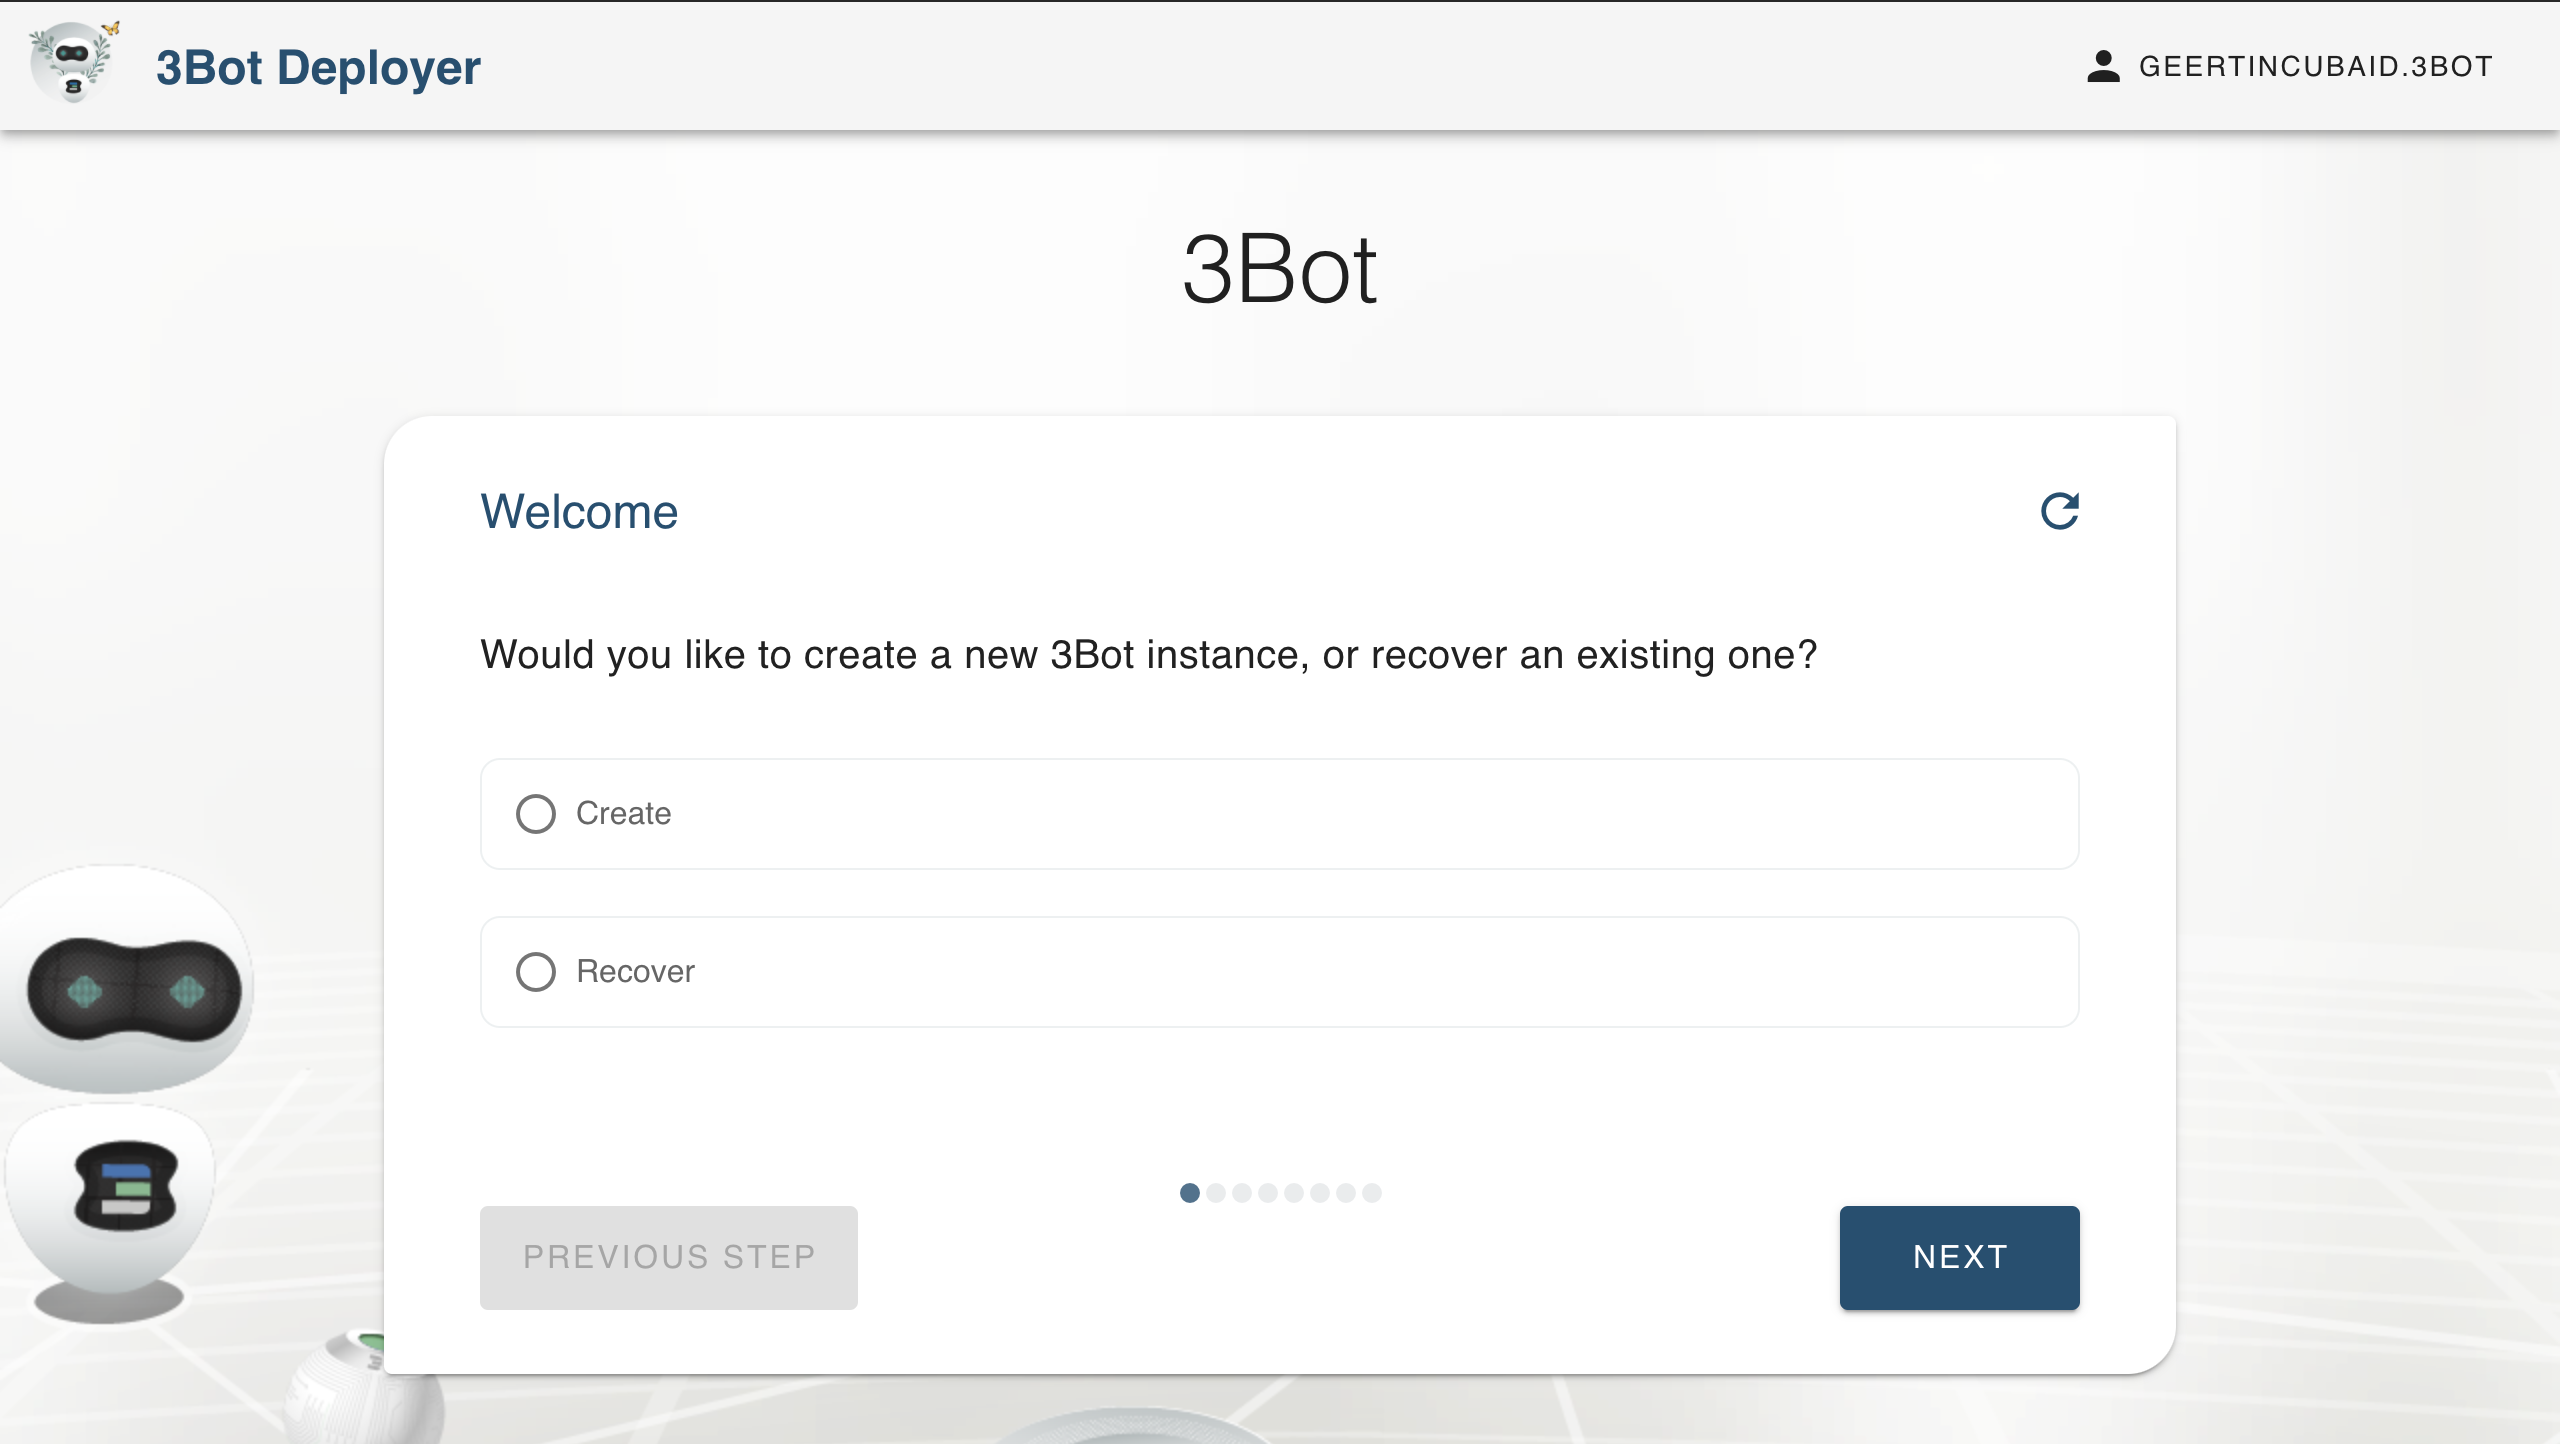 3Bot Deployer
GEERTINCUBAID.3BOT
3Bot
Welcome
Would you like to create a new 3Bot instance, or recover an existing one?
Create
Recover
PREVIOUS STEP
NEXT